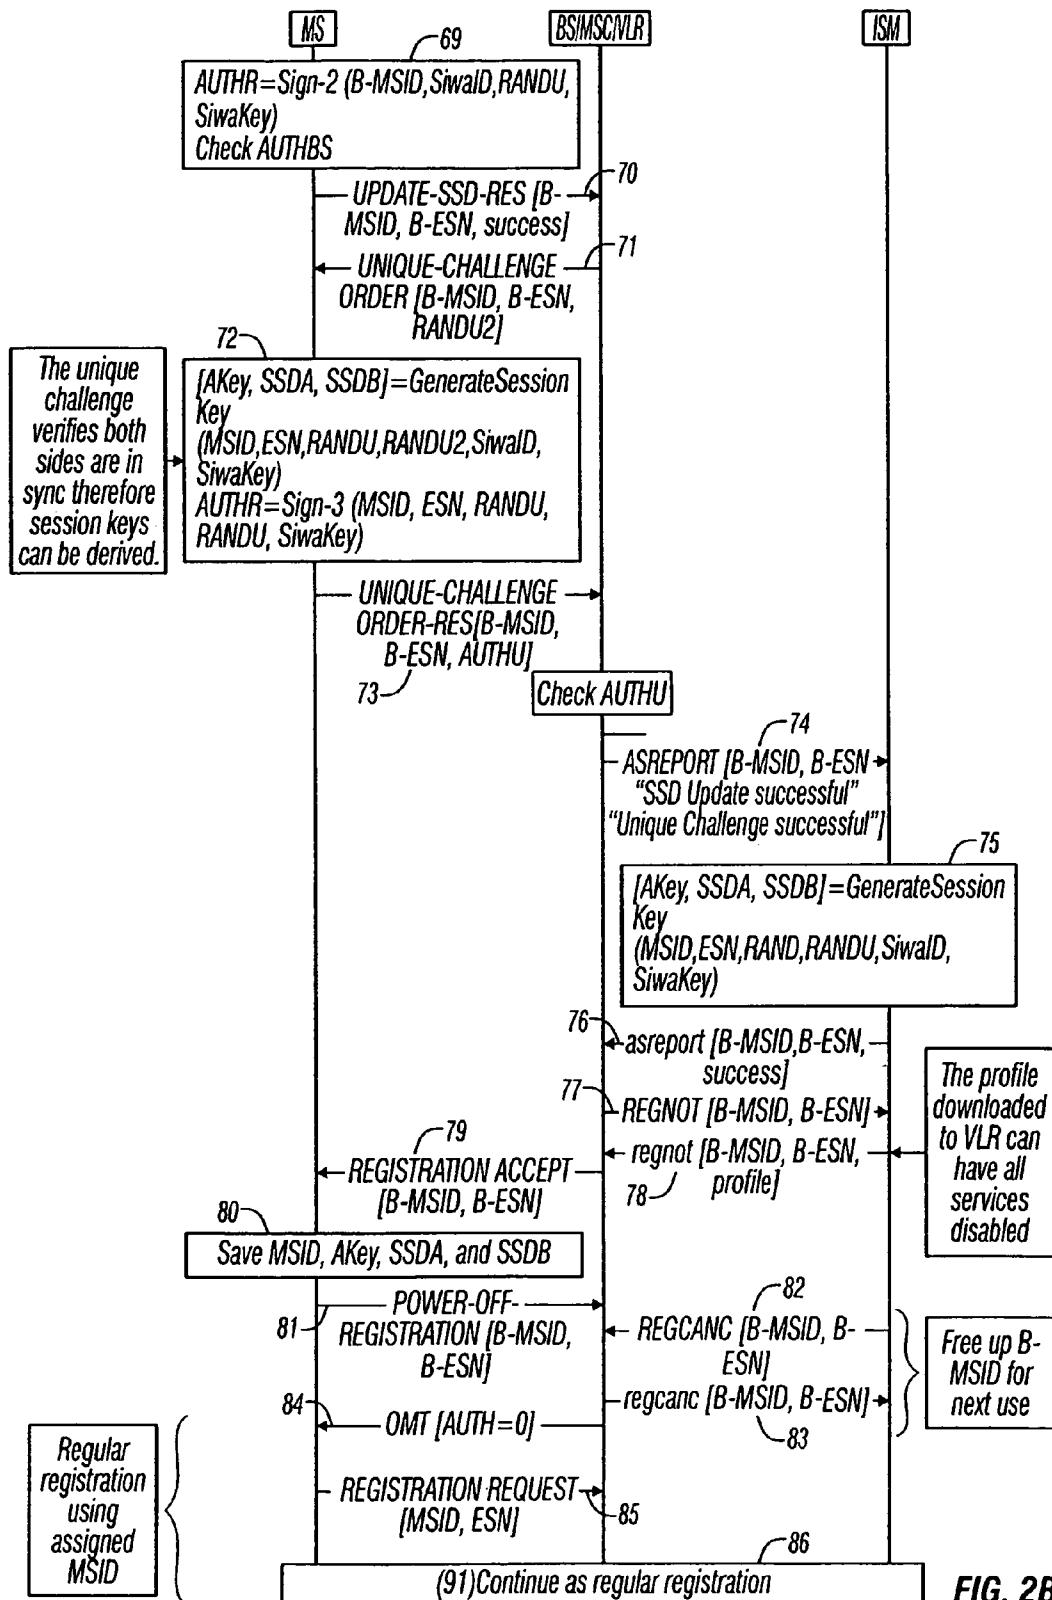 MS
BS/MSC/VLR
ISM
69
AUTHR=Sign-2 (B-MSID,SiwaID,RANDU,
SiwaKey)
Check AUTHBS
70
UPDATE-SSD-RES [B-
MSID, B-ESN, success]
71
UNIQUE-CHALLENGE
ORDER [B-MSID, B-ESN,
RANDU2]
72
The unique
challenge
verifies both
sides are in
sync therefore
session keys
can be derived.
[AKey, SSDA, SSDB]=GenerateSession
Key
(MSID,ESN,RANDU,RANDU2,SiwaID,
SiwaKey)
AUTHR=Sign-3 (MSID, ESN, RANDU,
RANDU, SiwaKey)
UNIQUE-CHALLENGE
ORDER-RES[B-MSID,
B-ESN, AUTHU]
73
Check AUTHU
74
ASREPORT [B-MSID, B-ESN
"SSD Update successful"
"Unique Challenge successful"]
75
[AKey, SSDA, SSDB]=GenerateSession
Key
(MSID,ESN,RAND,RANDU,SiwaID,
SiwaKey)
76
asreport [B-MSID,B-ESN,
success]
77
REGNOT [B-MSID, B-ESN]
78
regnot [B-MSID, B-ESN,
profile]
The profile
downloaded
to VLR can
have all
services
disabled
79
REGISTRATION ACCEPT
[B-MSID, B-ESN]
80
Save MSID, AKey, SSDA, and SSDB
81
POWER-OFF-
REGISTRATION [B-MSID,
B-ESN]
82
REGCANC [B-MSID, B-
ESN]
regcanc [B-MSID, B-ESN]
83
Free up B-
MSID for
next use
84
OMT [AUTH=0]
Regular
registration
using
assigned
MSID
REGISTRATION REQUEST
[MSID, ESN]
85
86
(91)Continue as regular registration
FIG. 2B